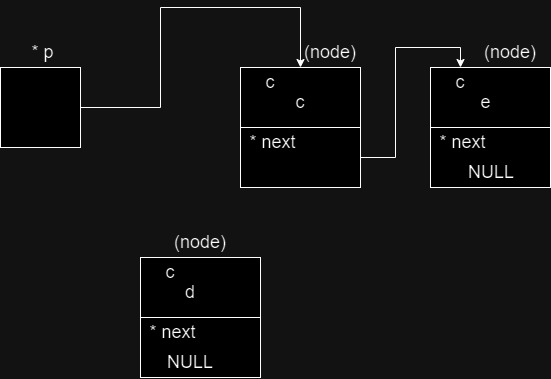 * p
(node)
c
c
* next
(node)
c
e
* next
NULL
(node)
c
d
* next
NULL